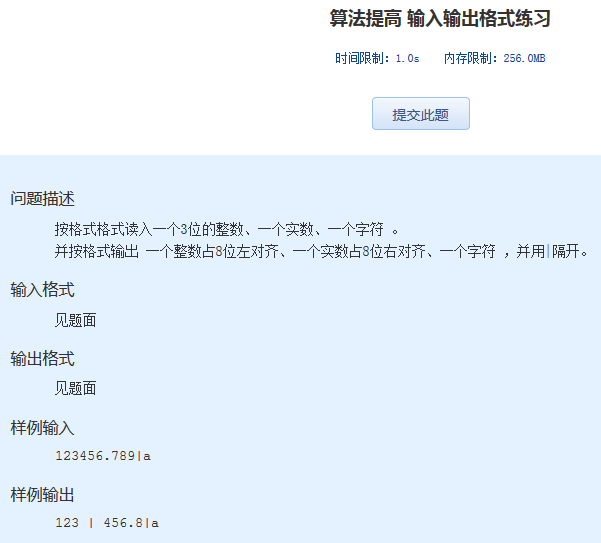 算法提高 输入输出格式练习
时间限制：1.0s 内存限制：256.0MB
提交此题
问题描述
按格式格式读入一个3位的整数、一个实数、一个字符 。
并按格式输出 一个整数占8位左对齐、一个实数占8位右对齐、一个字符 ，并用|隔开。
输入格式
见题面
输出格式
见题面
样例输入
123456.789|a
样例输出
123 | 456.8|a